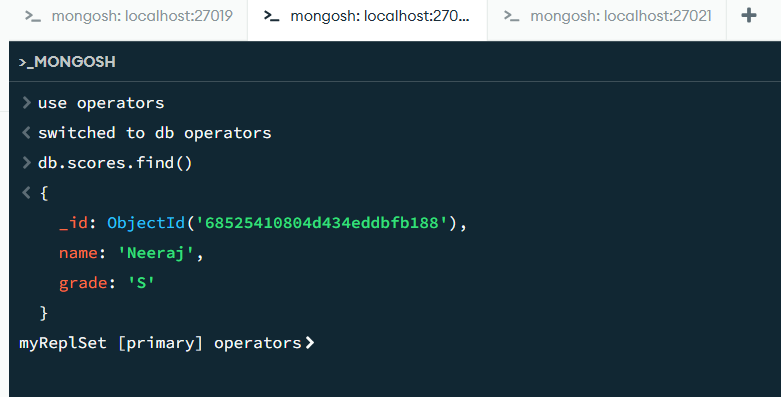 >_ mongosh: localhost:27019
>_ mongosh: localhost:270...
>_ mongosh: localhost:27021
+
>_MONGOSH
> use operators
< switched to db operators
> db.scores.find()
< {
_id: ObjectId('68525410804d434eddbfb188'),
name: 'Neeraj',
grade: 'S'
}
myReplSet [primary] operators>